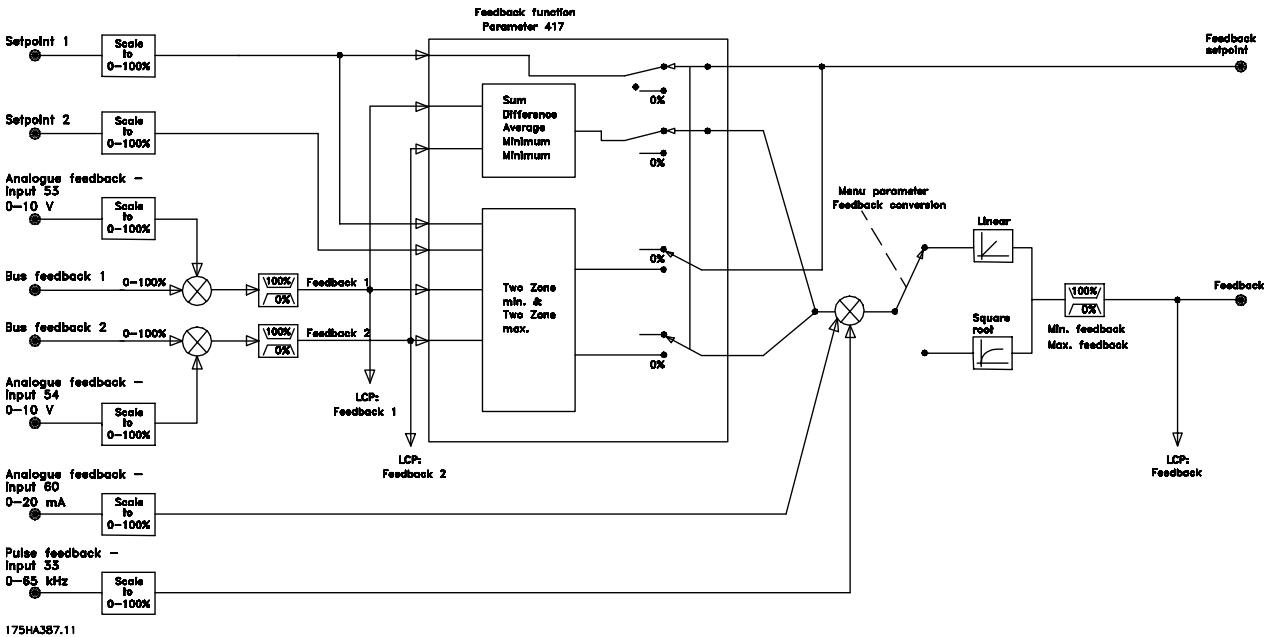 Feedback function
Parameter 417
Setpoint 1
Scale
to
0-100%
Feedback
setpoint
0%
Setpoint 2
Scale
to
0-100%
Sum
Difference
Average
Minimum
Minimum
0%
Analogue feedback -
input 53
0-10 V
Scale
to
0-100%
Menu parameter
Feedback conversion
Linear
Bus feedback 1
0-100%
100%
0%
Feedback 1
Two Zone
min. &
Two Zone
max.
0%
100%
0%
Feedback
Bus feedback 2
0-100%
100%
0%
Feedback 2
Square
root
Min. feedback
Max. feedback
0%
Analogue feedback -
input 54
0-10 V
Scale
to
0-100%
LCP:
Feedback 1
LCP:
Feedback 2
LCP:
Feedback
Analogue feedback -
input 60
0-20 mA
Scale
to
0-100%
Pulse feedback -
input 33
0-65 kHz
Scale
to
0-100%
175HA387.11